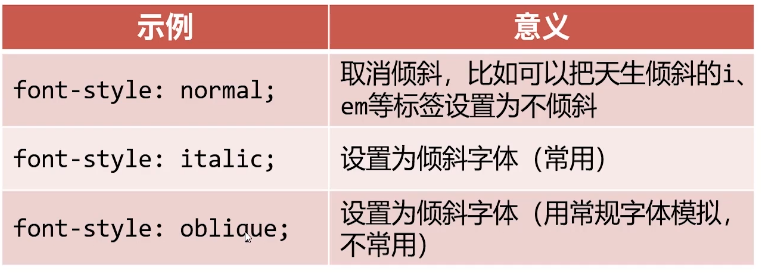 示例 意义
font-style: normal; 取消倾斜，比如可以把天生倾斜的i、
em等标签设置为不倾斜
font-style: italic; 设置为倾斜字体（常用）
font-style: oblique; 设置为倾斜字体（用常规字体模拟，
不常用）